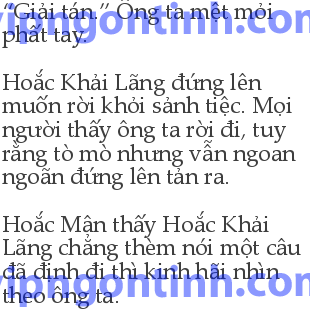 “Giải tán.” Ông ta mệt mỏi
phất tay.
Hoắc Khải Lãng đứng lên
muốn rời khỏi sảnh tiệc. Mọi
người thấy ông ta rời đi, tuy
rằng tò mò nhưng vẫn ngoan
ngoãn đứng lên tản ra.
Hoắc Mận thấy Hoắc Khải
Lãng chẳng thèm nói một câu
đã định đi thì kinh hãi nhìn
theo ông ta.
vipngontinh.com